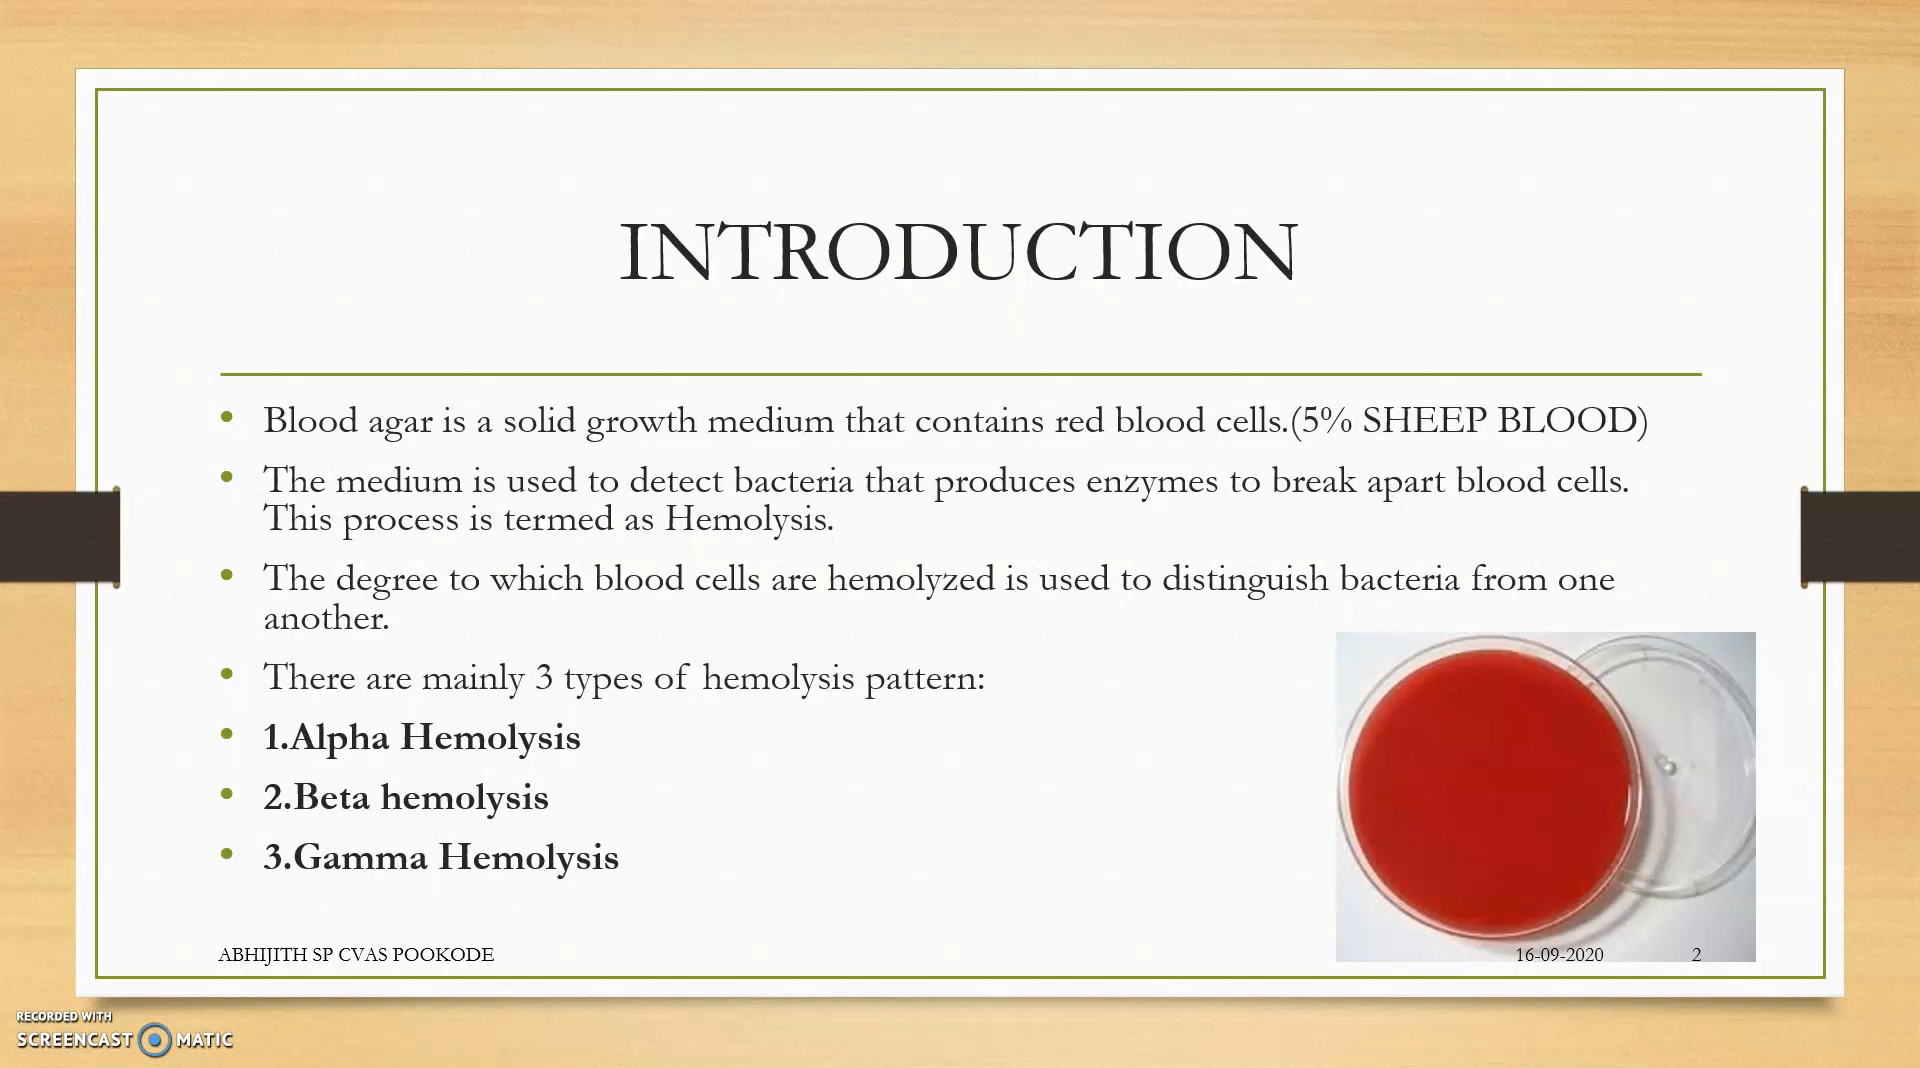 INTRODUCTION
• Blood agar is a solid growth medium that contains red blood cells.(5% SHEEP BLOOD)
• The medium is used to detect bacteria that produces enzymes to break apart blood cells.
This process is termed as Hemolysis.
• The degree to which blood cells are hemolyzed is used to distinguish bacteria from one
another.
• There are mainly 3 types of hemolysis pattern:
• 1.Alpha Hemolysis
• 2.Beta hemolysis
• 3.Gamma Hemolysis
ABHIJITH SP CVAS POOKODE 16-09-2020 2
RECORDED WITH
SCREENCAST MATIC